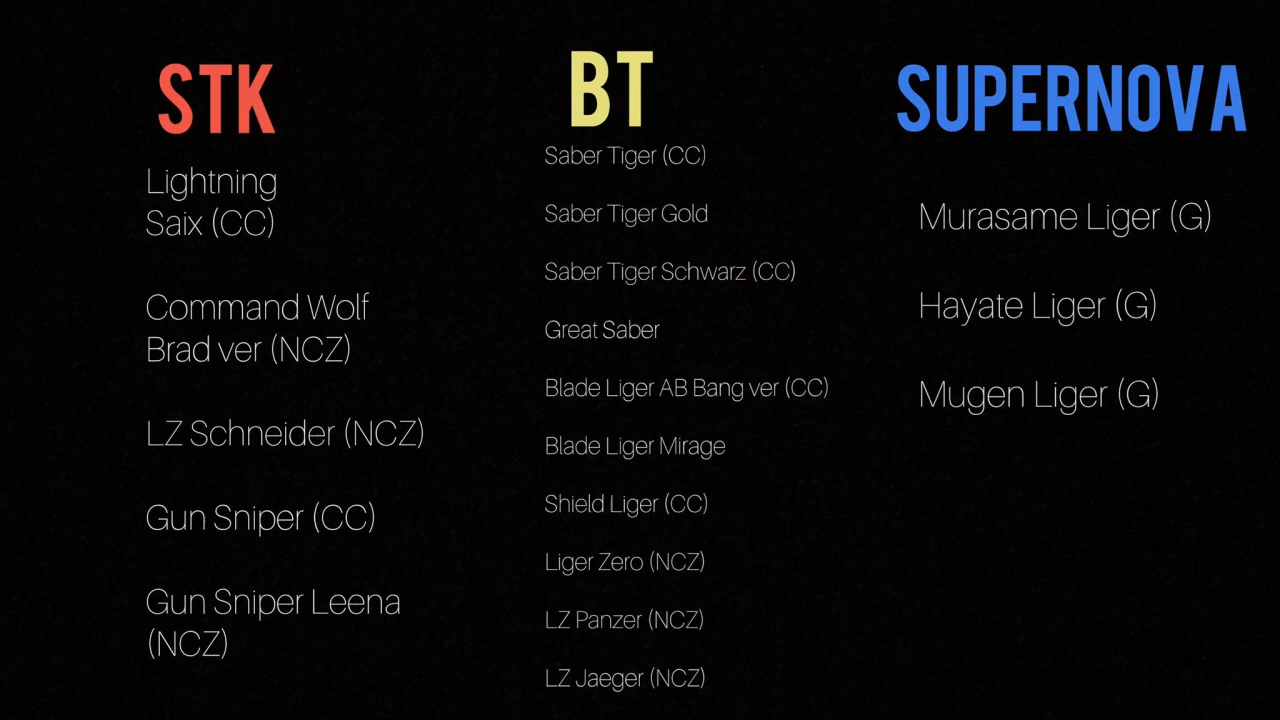 STK
Lightning
Saix (CC)
Command Wolf
Brad ver (NCZ)
LZ Schneider (NCZ)
Gun Sniper (CC)
Gun Sniper Leena
(NCZ)
BT
Saber Tiger (CC)
Saber Tiger Gold
Saber Tiger Schwarz (CC)
Great Saber
Blade Liger AB Bang ver (CC)
Blade Liger Mirage
Shield Liger (CC)
Liger Zero (NCZ)
LZ Panzer (NCZ)
LZ Jaeger (NCZ)
SUPERNOVA
Murasame Liger (G)
Hayate Liger (G)
Mugen Liger (G)